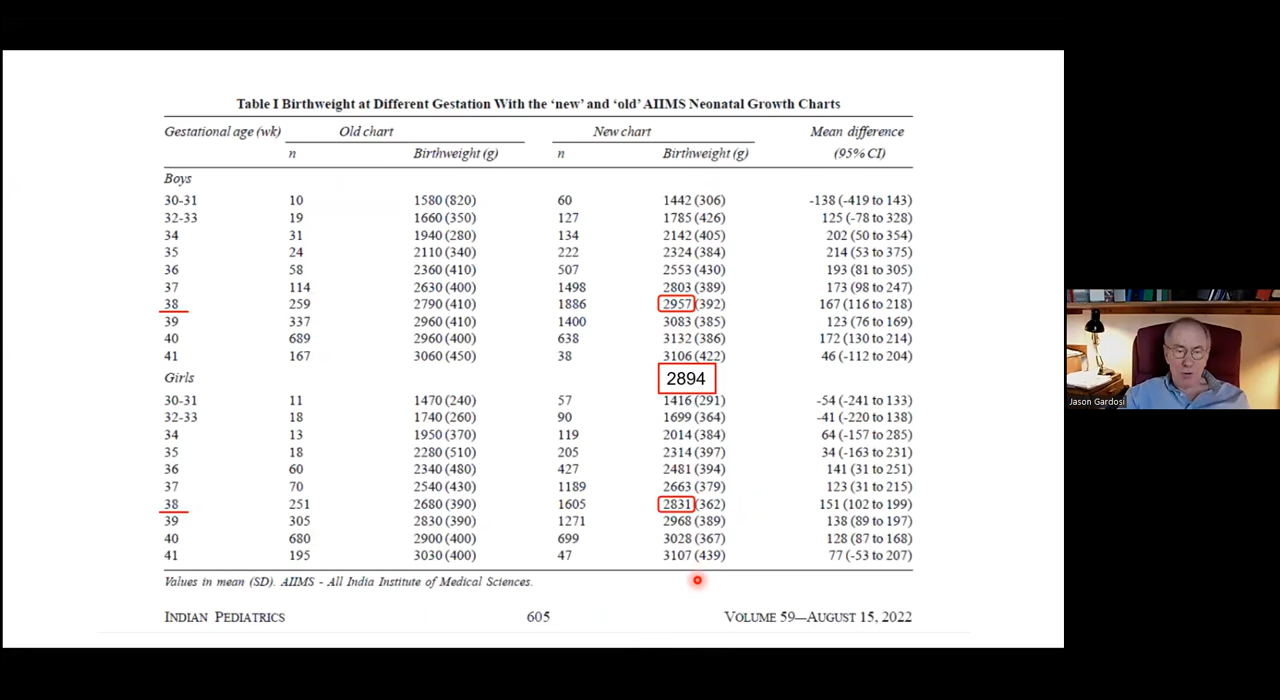 Table I Birthweight at Different Gestation With the ‘new’ and ‘old’ AIIMS Neonatal Growth Charts
Gestational age (wk) Old chart New chart Mean difference
n Birthweight (g) n Birthweight (g) (95% CI)
Boys
30-31 10 1580 (820) 60 1442 (306) -138 (-419 to 143)
32-33 19 1660 (350) 127 1785 (426) 125 (-78 to 328)
34 31 1940 (280) 134 2142 (405) 202 (50 to 354)
35 24 2110 (340) 222 2324 (384) 214 (53 to 375)
36 58 2360 (410) 507 2553 (430) 193 (81 to 305)
37 114 2630 (400) 1498 2803 (389) 173 (98 to 247)
38 259 2790 (410) 1886 2957 (392) 167 (116 to 218)
39 337 2960 (410) 1400 3083 (385) 123 (76 to 169)
40 689 2960 (400) 638 3132 (386) 172 (130 to 214)
41 167 3060 (450) 38 3106 (422) 46 (-112 to 204)
Girls 2894
30-31 11 1470 (240) 57 1416 (291) -54 (-241 to 133)
32-33 18 1740 (260) 90 1699 (364) -41 (-220 to 138)
34 13 1950 (370) 119 2014 (384) 64 (-157 to 285)
35 18 2280 (510) 205 2314 (397) 34 (-163 to 231)
36 60 2340 (480) 427 2481 (394) 141 (31 to 251)
37 70 2540 (430) 1189 2663 (379) 123 (31 to 215)
38 251 2680 (390) 1605 2831 (362) 151 (102 to 199)
39 305 2830 (390) 1271 2968 (389) 138 (89 to 197)
40 680 2900 (400) 699 3028 (367) 128 (87 to 168)
41 195 3030 (400) 47 3107 (439) 77 (-53 to 207)
Values in mean (SD). AIIMS - All India Institute of Medical Sciences.
INDIAN PEDIATRICS 605 VOLUME 59—AUGUST 15, 2022
Jason Gardosi